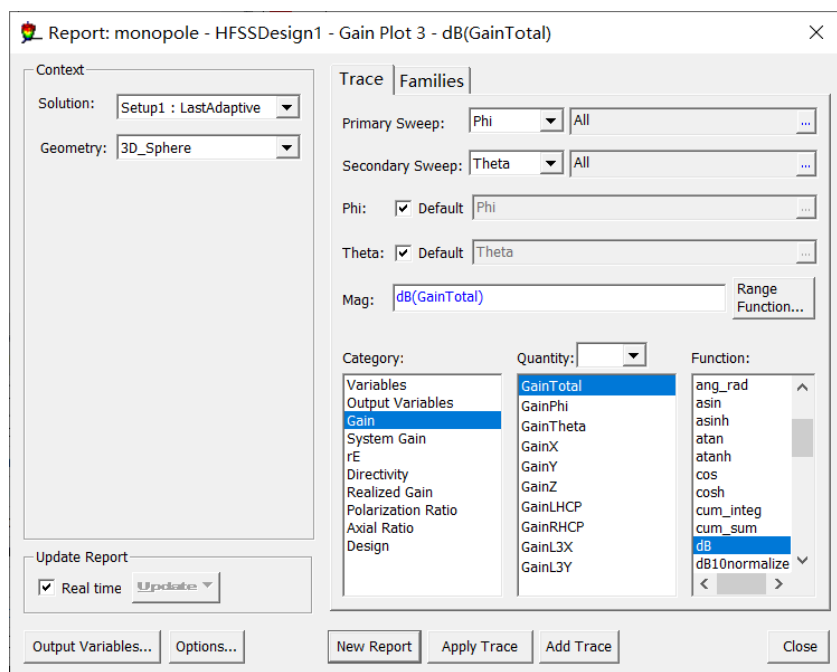 Report: monopole - HFSSDesign1 - Gain Plot 3 - dB(GainTotal)
Context
Solution: Setup1 : LastAdaptive
Geometry: 3D_Sphere
Update Report
Real time Update
Output Variables... Options...
Trace Families
Primary Sweep: Phi All ...
Secondary Sweep: Theta All ...
Phi: Default Phi ...
Theta: Default Theta ...
Mag: dB(GainTotal) Range Function...
Category:
Variables
Output Variables
Gain
System Gain
rE
Directivity
Realized Gain
Polarization Ratio
Axial Ratio
Design
Quantity:
GainTotal
GainPhi
GainTheta
GainX
GainY
GainZ
GainLHCP
GainRHCP
GainL3X
GainL3Y
Function:
ang_rad
asin
asinh
atan
atanh
cos
cosh
cum_integ
cum_sum
dB
dB10normalize
New Report Apply Trace Add Trace Close